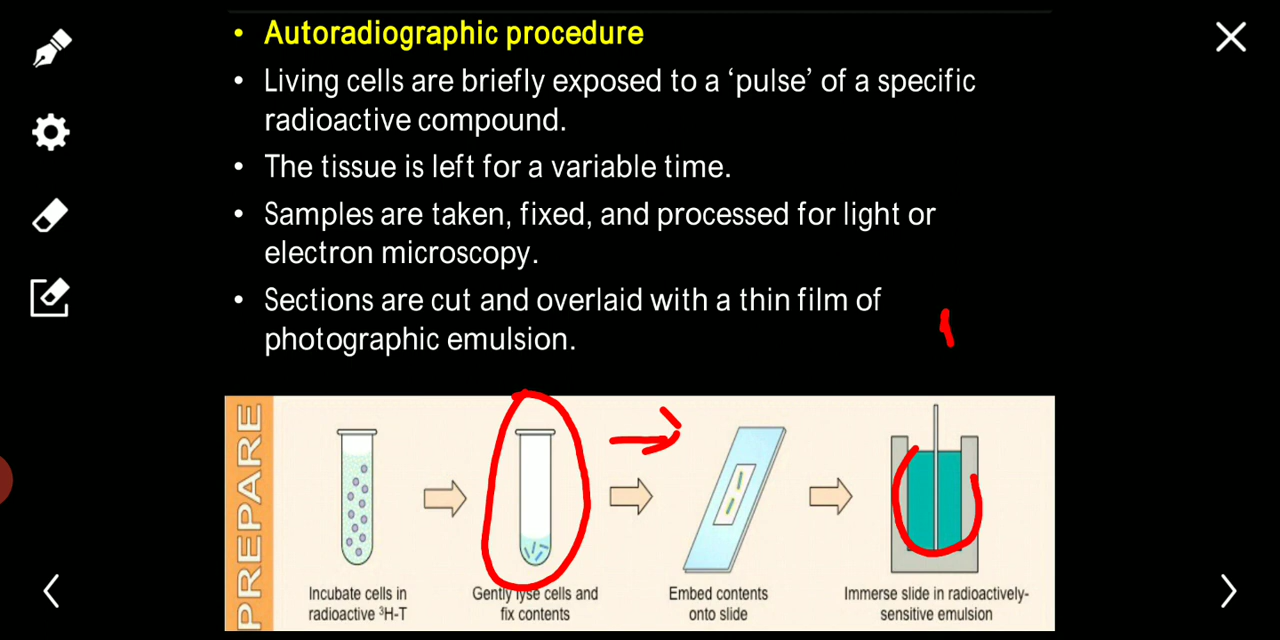 • Autoradiographic procedure
• Living cells are briefly exposed to a ‘pulse’ of a specific
radioactive compound.
• The tissue is left for a variable time.
• Samples are taken, fixed, and processed for light or
electron microscopy.
• Sections are cut and overlaid with a thin film of
photographic emulsion.
PREPARE
Incubate cells in
radioactive ³H-T
Gently lyse cells and
fix contents
Embed contents
onto slide
Immerse slide in radioactively-
sensitive emulsion